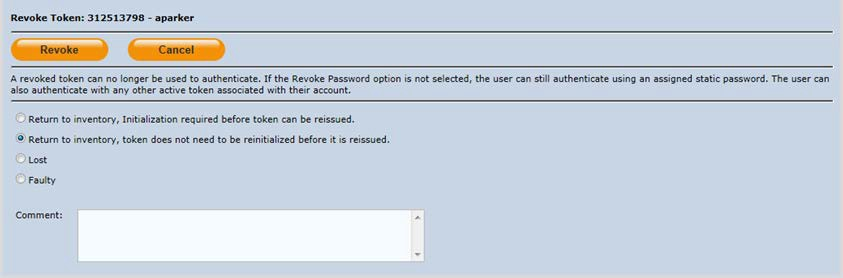 Revoke Token: 312513798 - aparker
Revoke Cancel
A revoked token can no longer be used to authenticate. If the Revoke Password option is not selected, the user can still authenticate using an assigned static password. The user can
also authenticate with any other active token associated with their account.
Return to inventory, Initialization required before token can be reissued.
Return to inventory, token does not need to be reinitialized before it is reissued.
Lost
Faulty
Comment: